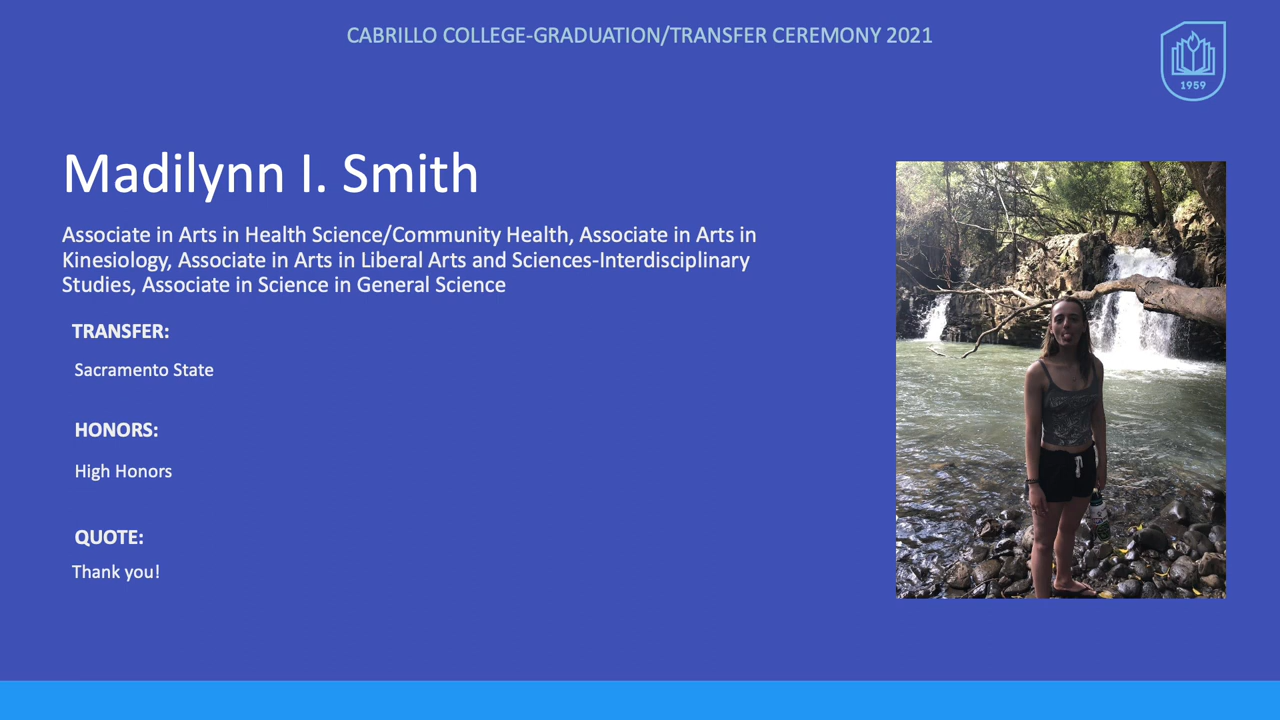 CABRILLO COLLEGE-GRADUATION/TRANSFER CEREMONY 2021
1959
Madilynn I. Smith
Associate in Arts in Health Science/Community Health, Associate in Arts in
Kinesiology, Associate in Arts in Liberal Arts and Sciences-Interdisciplinary
Studies, Associate in Science in General Science
TRANSFER:
Sacramento State
HONORS:
High Honors
QUOTE:
Thank you!